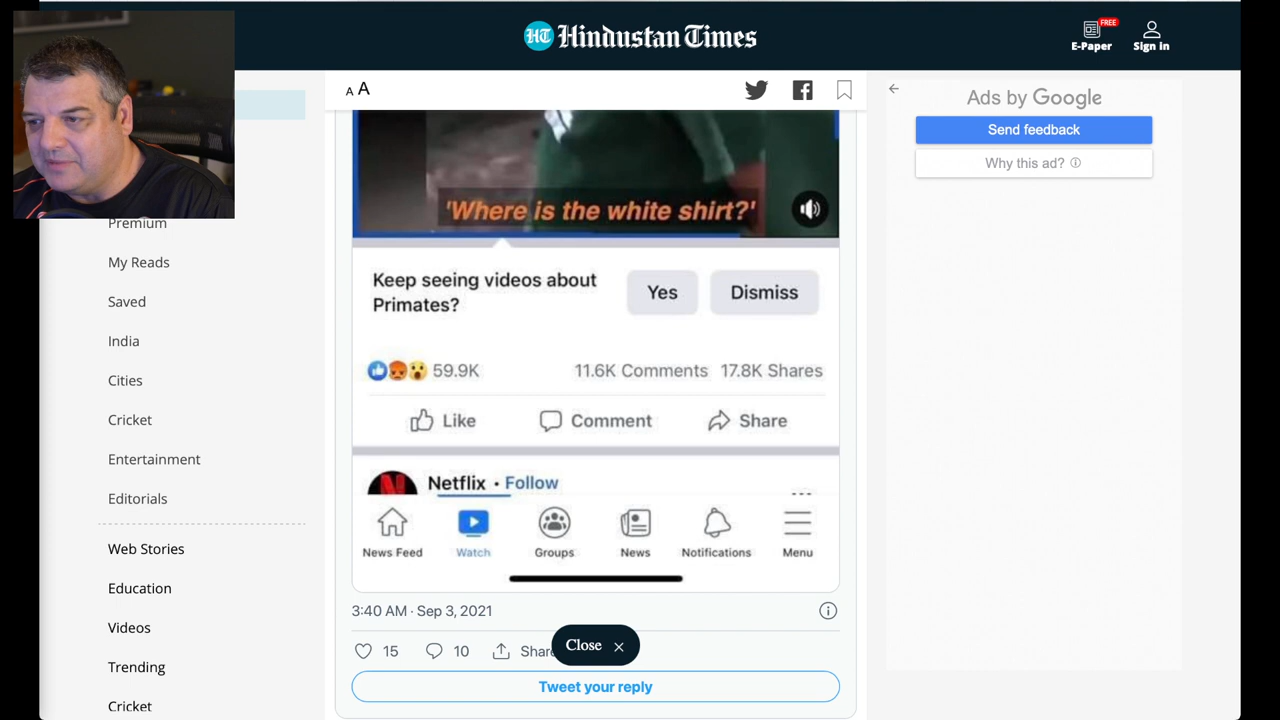 HT Hindustan Times
FREE
E-Paper
Sign in
A A
Ads by Google
Send feedback
Why this ad?
Premium
My Reads
Saved
India
Cities
Cricket
Entertainment
Editorials
Web Stories
Education
Videos
Trending
Cricket
'Where is the white shirt?'
Keep seeing videos about
Primates?
Yes
Dismiss
59.9K
11.6K Comments 17.8K Shares
Like
Comment
Share
Netflix · Follow
News Feed
Watch
Groups
News
Notifications
Menu
3:40 AM · Sep 3, 2021
15
10
Share
Close
Tweet your reply